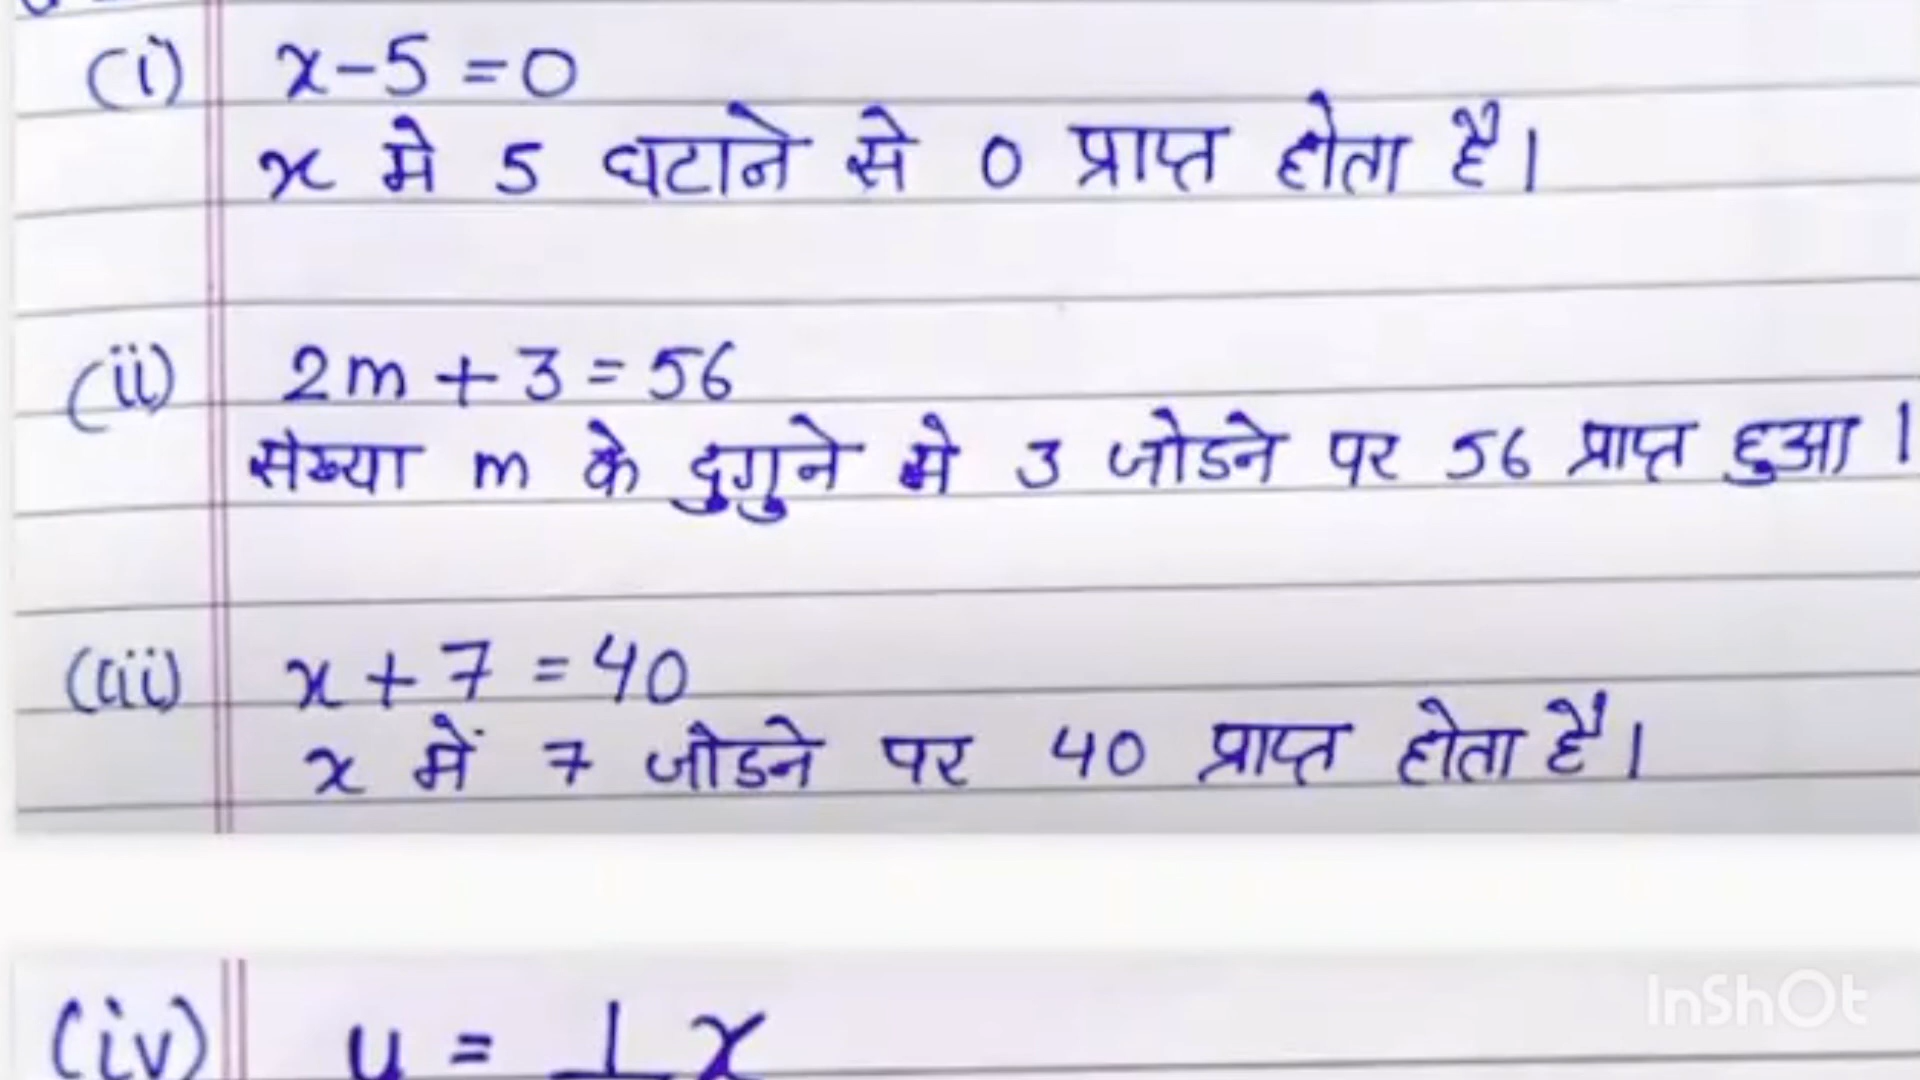 (i) x-5=0
x मे 5 घटाने से 0 प्राप्त होता है।
(ii) 2m+3=56
संख्या m के दुगुने मे 3 जोडने पर 56 प्राप्त हुआ।
(iii) x+7=40
x में 7 जोडने पर 40 प्राप्त होता है।
(iv) = 1 x
InShOt